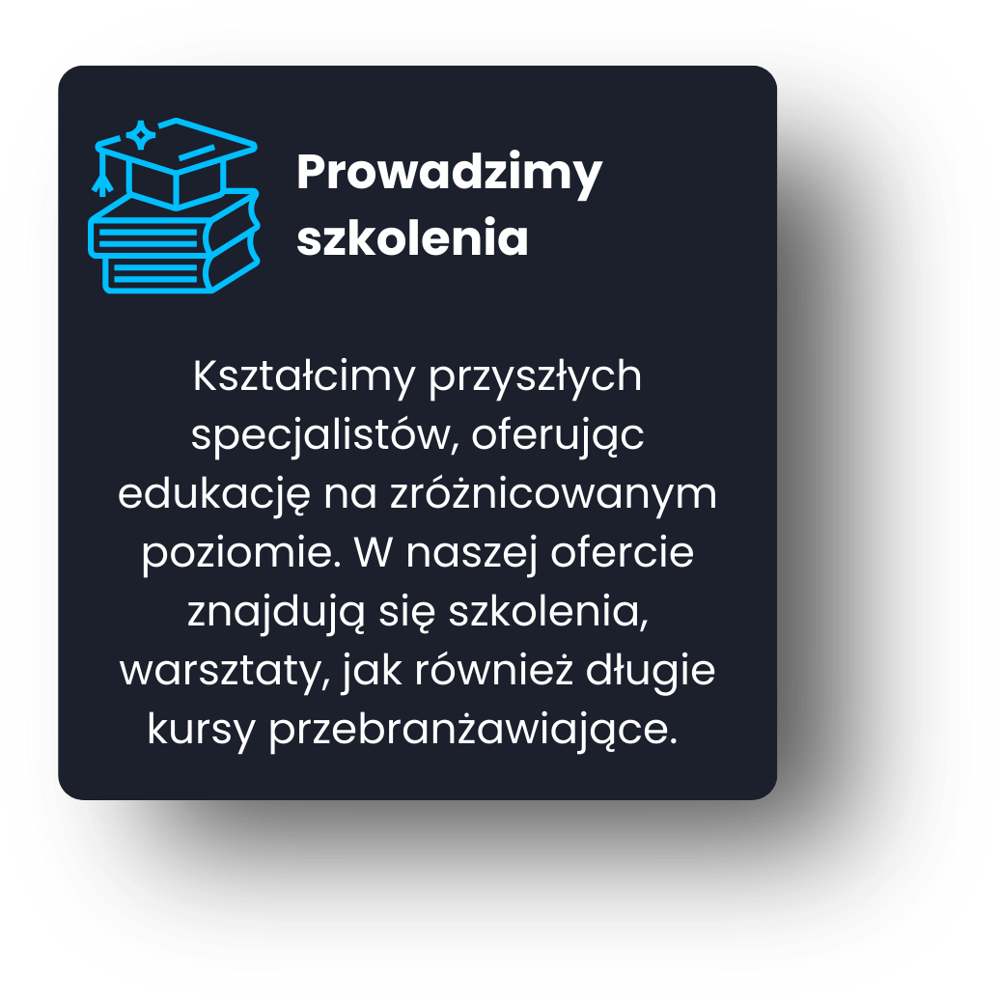 Prowadzimy
szkolenia
Kształcimy przyszłych
specjalistów, oferując
edukację na zróżnicowanym
poziomie. W naszej ofercie
znajdują się szkolenia,
warsztaty, jak również długie
kursy przebranżawiające.